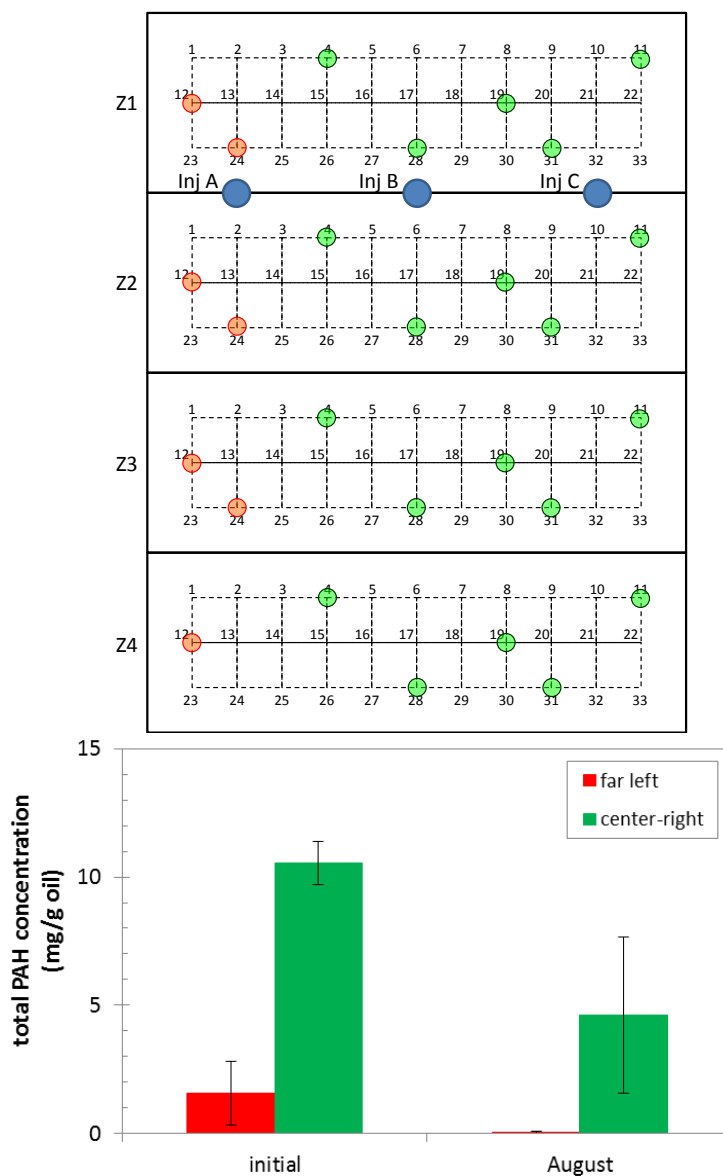 1 2 3 4 5 6 7 8 9 10 11
Z1 12 13 14 15 16 17 18 19 20 21 22
23 24 25 26 27 28 29 30 31 32 33
Inj A Inj B Inj C
1 2 3 4 5 6 7 8 9 10 11
Z2 12 13 14 15 16 17 18 19 20 21 22
23 24 25 26 27 28 29 30 31 32 33
1 2 3 4 5 6 7 8 9 10 11
Z3 12 13 14 15 16 17 18 19 20 21 22
23 24 25 26 27 28 29 30 31 32 33
1 2 3 4 5 6 7 8 9 10 11
Z4 12 13 14 15 16 17 18 19 20 21 22
23 24 25 26 27 28 29 30 31 32 33
total PAH concentration
(mg/g oil)
15
10
5
0
far left
center-right
initial August